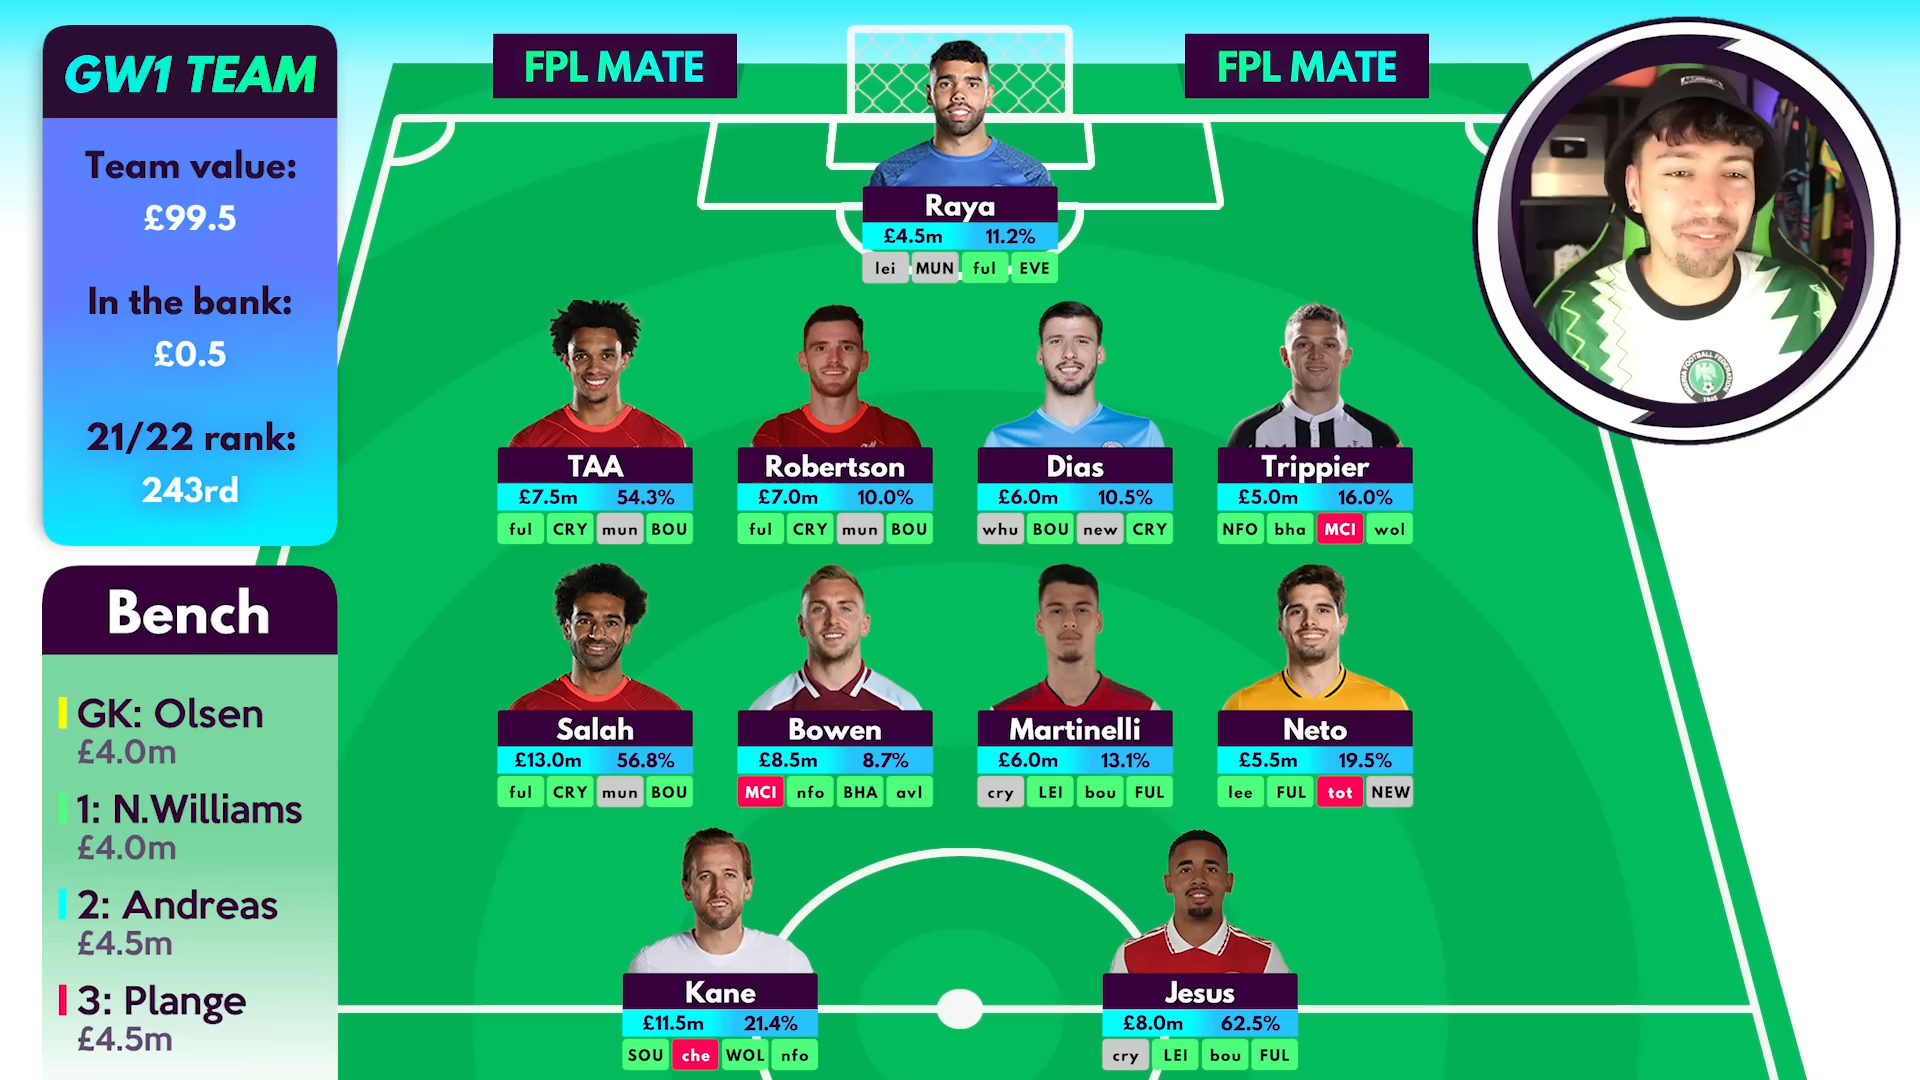 GW1 TEAM
Team value:
£99.5
In the bank:
£0.5
21/22 rank:
243rd
Bench
GK: Olsen
£4.0m
1: N.Williams
£4.0m
2: Andreas
£4.5m
3: Plange
£4.5m
FPL MATE
FPL MATE
Raya
£4.5m 11.2%
lei MUN ful EVE
TAA
£7.5m 54.3%
ful CRY mun BOU
Robertson
£7.0m 10.0%
ful CRY mun BOU
Dias
£6.0m 10.5%
whu BOU new CRY
Trippier
£5.0m 16.0%
NFO bha MCI wol
Salah
£13.0m 56.8%
ful CRY mun BOU
Bowen
£8.5m 8.7%
MCI nfo BHA avl
Martinelli
£6.0m 13.1%
cry LEI bou FUL
Neto
£5.5m 19.5%
lee FUL tot NEW
Kane
£11.5m 21.4%
SOU che WOL nfo
Jesus
£8.0m 62.5%
cry LEI bou FUL